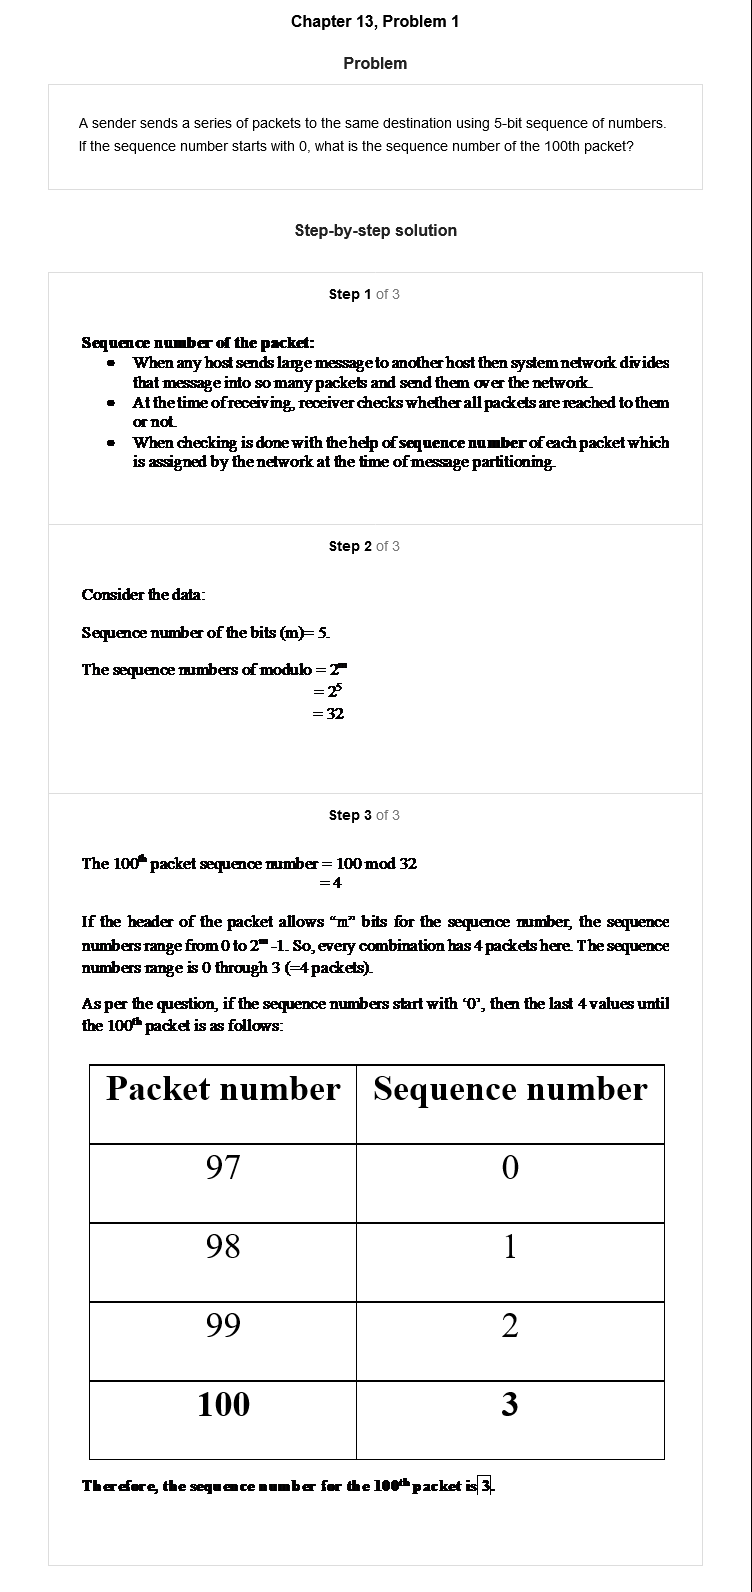 Chapter 13, Problem 1
Problem
A sender sends a series of packets to the same destination using 5-bit sequence of numbers.
If the sequence number starts with 0, what is the sequence number of the 100th packet?
Step-by-step solution
Step 1 of 3
Sequence number of the packet:
• When any host sends large message to another host then system network divides
that message into so many packets and send them over the network.
• At the time of receiving, receiver checks whether all packets are reached to them
or not.
• When checking is done with the help of sequence number of each packet which
is assigned by the network at the time of message partitioning.
Step 2 of 3
Consider the data:
Sequence number of the bits (m)= 5.
The sequence numbers of modulo = 2^m
= 2^5
= 32
Step 3 of 3
The 100th packet sequence number = 100 mod 32
= 4
If the header of the packet allows “m” bits for the sequence number, the sequence
numbers range from 0 to 2^m -1. So, every combination has 4 packets here. The sequence
numbers range is 0 through 3 (=4 packets).
As per the question, if the sequence numbers start with ‘0’, then the last 4 values until
the 100th packet is as follows:
Packet number Sequence number
97 0
98 1
99 2
100 3
Therefore, the sequence number for the 100th packet is 3.